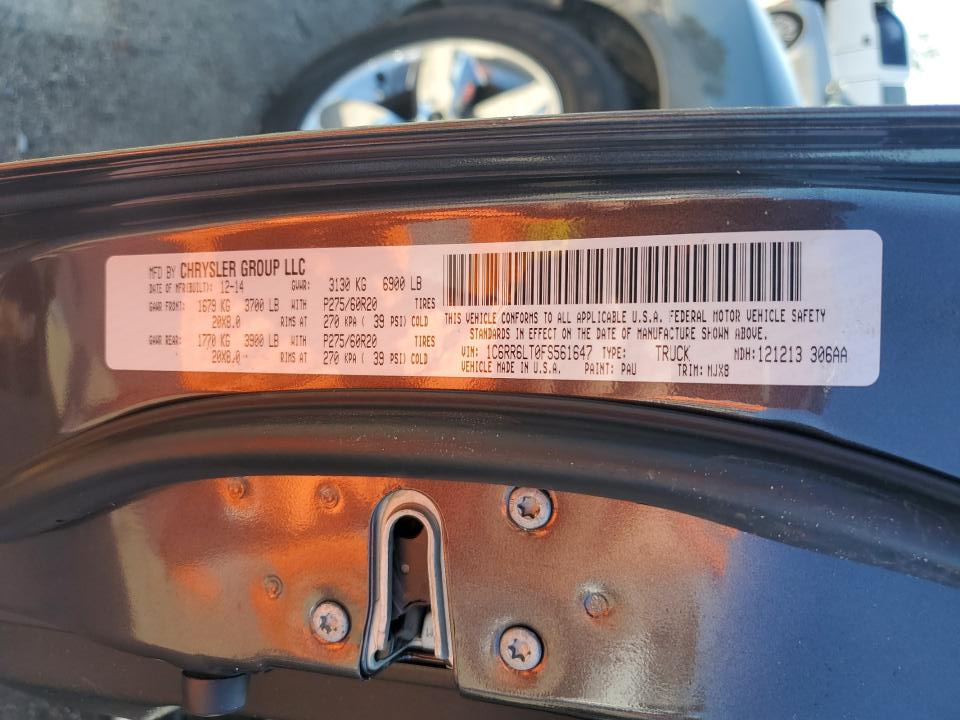 MFD BY CHRYSLER GROUP LLC
DATE OF MFR(BUILT): 12-14 GVWR: 3130 KG 6900 LB
GAWR FRONT: 1679 KG 3700 LB WITH P275/60R20 TIRES
20X8.0 RIMS AT 270 KPA ( 39 PSI) COLD
GAWR REAR: 1770 KG 3900 LB WITH P275/60R20 TIRES
20X8.0 RIMS AT 270 KPA ( 39 PSI) COLD
THIS VEHICLE CONFORMS TO ALL APPLICABLE U.S.A. FEDERAL MOTOR VEHICLE SAFETY
STANDARDS IN EFFECT ON THE DATE OF MANUFACTURE SHOWN ABOVE.
VIN: 1C6RR6LT0FS561647 TYPE: TRUCK MDH:121213 306AA
VEHICLE MADE IN U.S.A. PAINT: PAU TRIM: MJX8